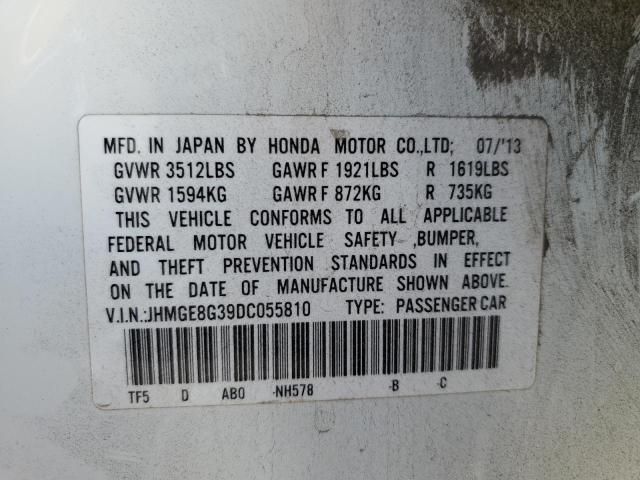 MFD. IN JAPAN BY HONDA MOTOR CO.,LTD; 07/'13
GVWR 3512LBS GAWR F 1921LBS R 1619LBS
GVWR 1594KG GAWR F 872KG R 735KG
THIS VEHICLE CONFORMS TO ALL APPLICABLE
FEDERAL MOTOR VEHICLE SAFETY ,BUMPER,
AND THEFT PREVENTION STANDARDS IN EFFECT
ON THE DATE OF MANUFACTURE SHOWN ABOVE.
V.I.N.:JHMGE8G39DC055810 TYPE: PASSENGER CAR
TF5 D AB0 -NH578 -B -C